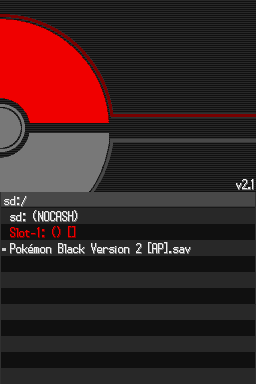 v2.1
sd:/
sd: (NOCASH)
Slot-1: () []
Pokémon Black Version 2 [AP].sav